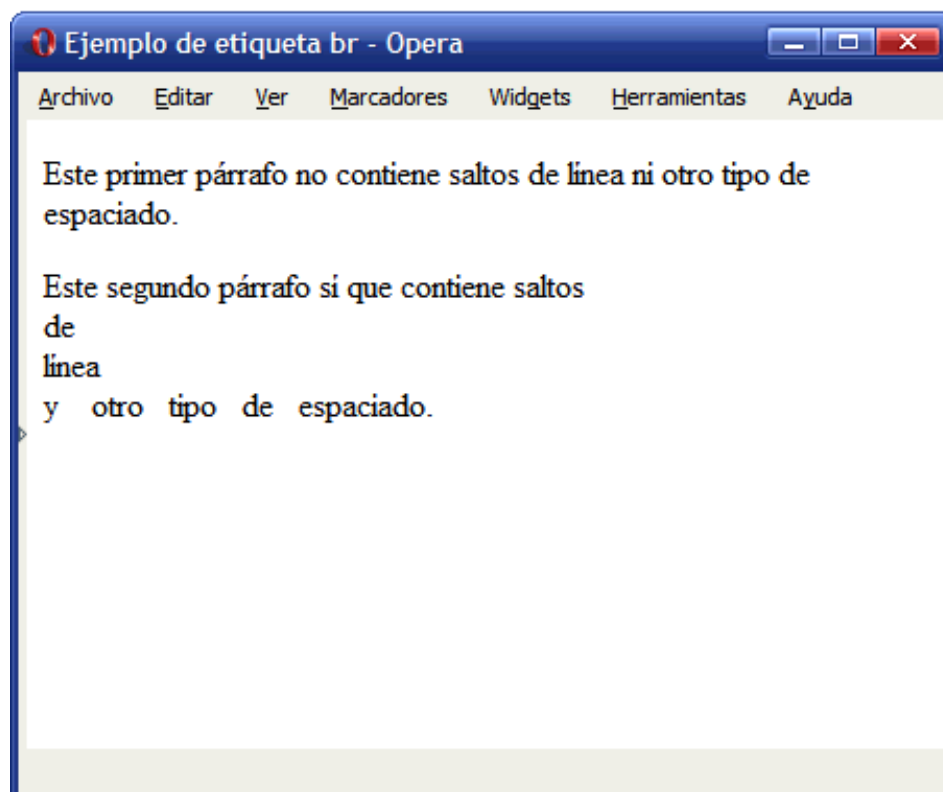 Ejemplo de etiqueta br - Opera
Archivo Editar Ver Marcadores Widgets Herramientas Ayuda
Este primer párrafo no contiene saltos de línea ni otro tipo de
espaciado.
Este segundo párrafo sí que contiene saltos
de
línea
y otro tipo de espaciado.